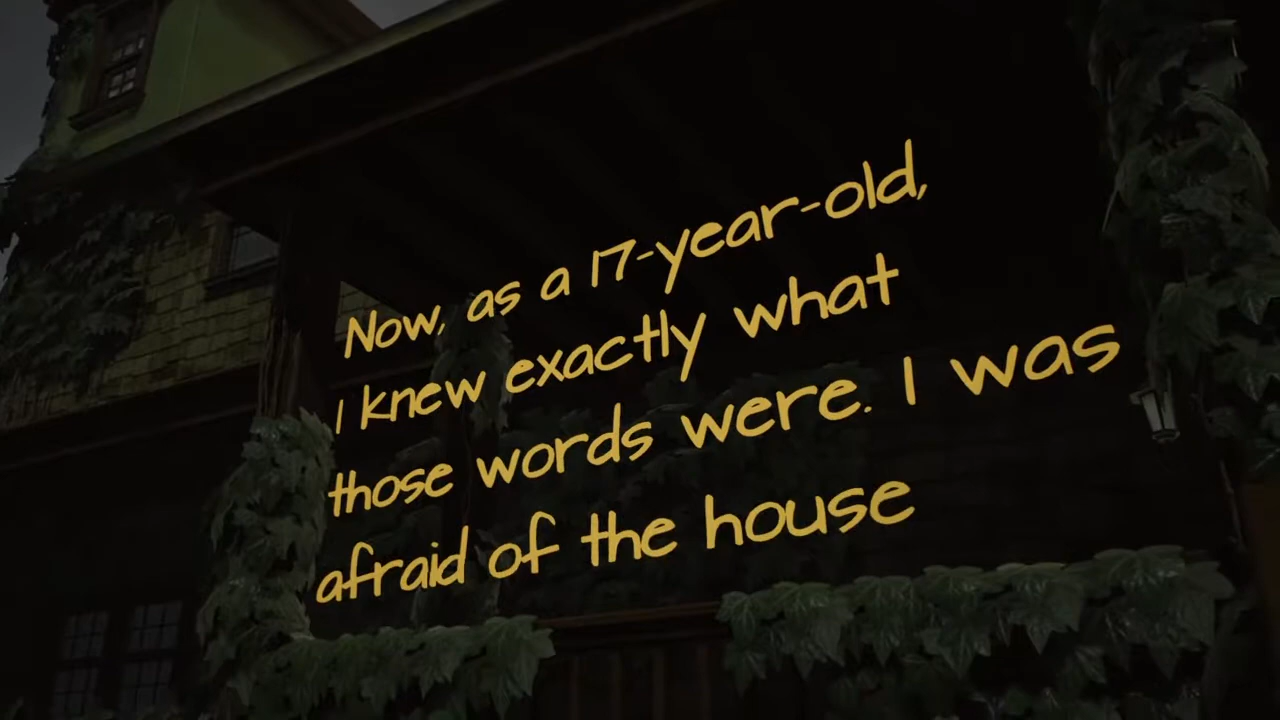 Now, as a 17-year-old,
I knew exactly what
those words were. I was
afraid of the house